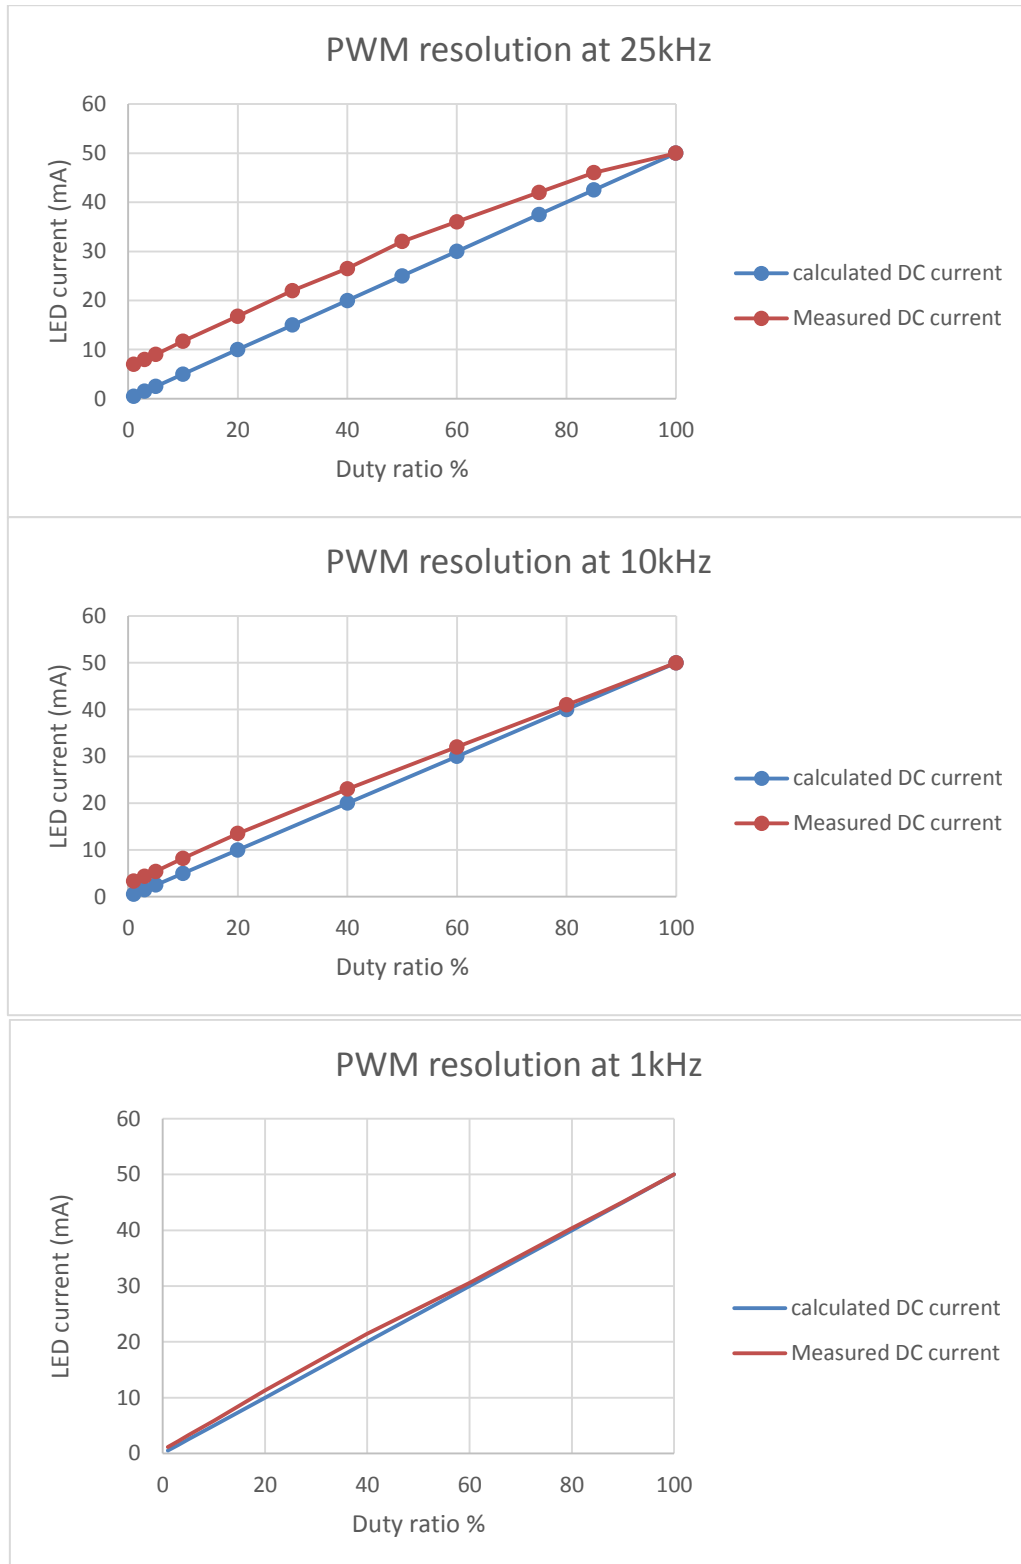 PWM resolution at 25kHz
60
50
40
30
20
10
0
LED current (mA)
0 20 40 60 80 100
Duty ratio %
calculated DC current
Measured DC current
PWM resolution at 10kHz
60
50
40
30
20
10
0
LED current (mA)
0 20 40 60 80 100
Duty ratio %
calculated DC current
Measured DC current
PWM resolution at 1kHz
60
50
40
30
20
10
0
LED current (mA)
0 20 40 60 80 100
Duty ratio %
calculated DC current
Measured DC current